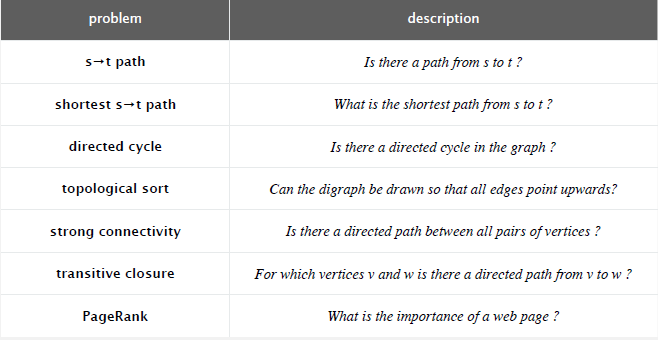 problem description
s→t path Is there a path from s to t ?
shortest s→t path What is the shortest path from s to t ?
directed cycle Is there a directed cycle in the graph ?
topological sort Can the digraph be drawn so that all edges point upwards?
strong connectivity Is there a directed path between all pairs of vertices ?
transitive closure For which vertices v and w is there a directed path from v to w ?
PageRank What is the importance of a web page ?